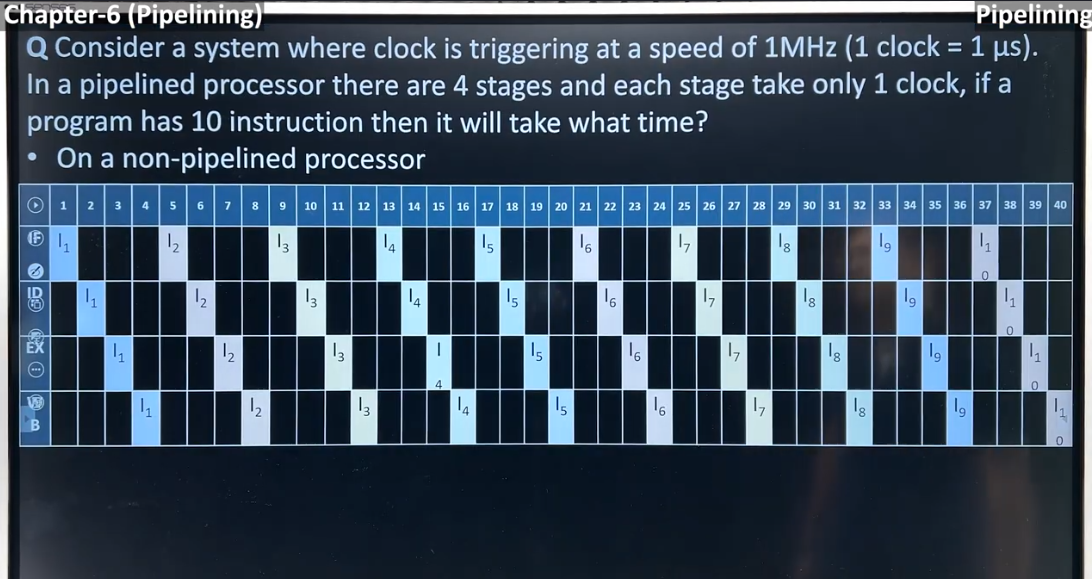 Chapter-6 (Pipelining)
Pipelining
Q Consider a system where clock is triggering at a speed of 1MHz (1 clock = 1 μs).
In a pipelined processor there are 4 stages and each stage take only 1 clock, if a
program has 10 instruction then it will take what time?
• On a non-pipelined processor
1 2 3 4 5 6 7 8 9 10 11 12 13 14 15 16 17 18 19 20 21 22 23 24 25 26 27 28 29 30 31 32 33 34 35 36 37 38 39 40
IF I₁ I₂ I₃ I₄ I₅ I₆ I₇ I₈ I₉ I₁₀
ID I₁ I₂ I₃ I₄ I₅ I₆ I₇ I₈ I₉ I₁₀
EX I₁ I₂ I₃ I₄ I₅ I₆ I₇ I₈ I₉ I₁₀
WB I₁ I₂ I₃ I₄ I₅ I₆ I₇ I₈ I₉ I₁₀